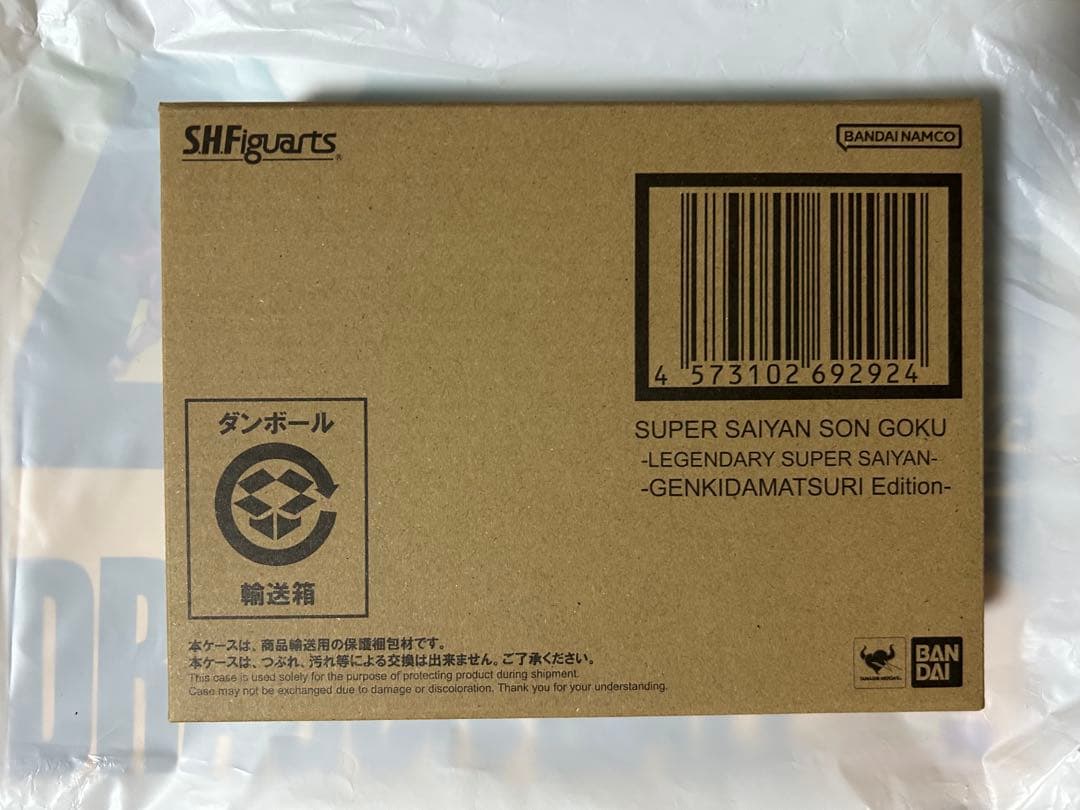 S.H.Figuarts®
BANDAI NAMCO
4 573102 692924
SUPER SAIYAN SON GOKU
-LEGENDARY SUPER SAIYAN-
-GENKIDAMATSURI Edition-
ダンボール
輸送箱
本ケースは、商品輸送用の保護梱包材です。
本ケースは、つぶれ、汚れ等による交換は出来ません。ご了承ください。
This case is used solely for the purpose of protecting product during shipment.
Case may not be exchanged due to damage or discoloration. Thank you for your understanding.
TAMASHII NATIONS
BAN
DAI